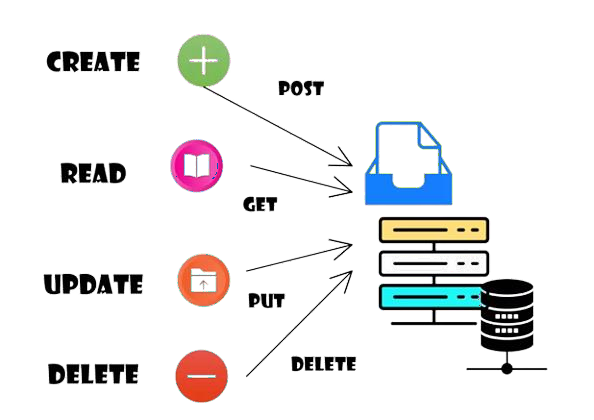 CREATE
POST
READ
GET
UPDATE
PUT
DELETE
DELETE